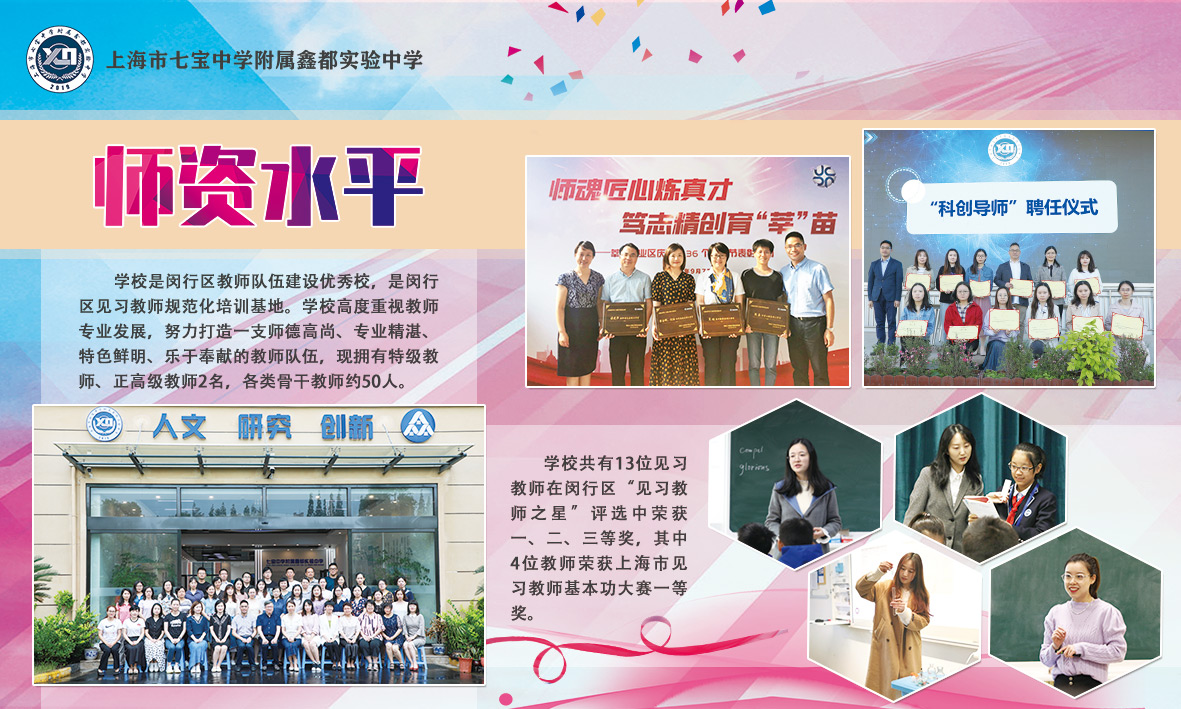 上海市七宝中学附属鑫都实验中学
2019
师资水平
学校是闵行区教师队伍建设优秀校，是闵行
区见习教师规范化培训基地。学校高度重视教师
专业发展，努力打造一支师德高尚、专业精湛、
特色鲜明、乐于奉献的教师队伍，现拥有特级教
师、正高级教师2名，各类骨干教师约50人。
师魂匠心炼真才
笃志精创育“莘”苗
“科创导师”聘任仪式
人文 研究 创新
学校共有13位见习
教师在闵行区“见习教
师之星”评选中荣获
一、二、三等奖，其中
4位教师荣获上海市见
习教师基本功大赛一等
奖。
glorious